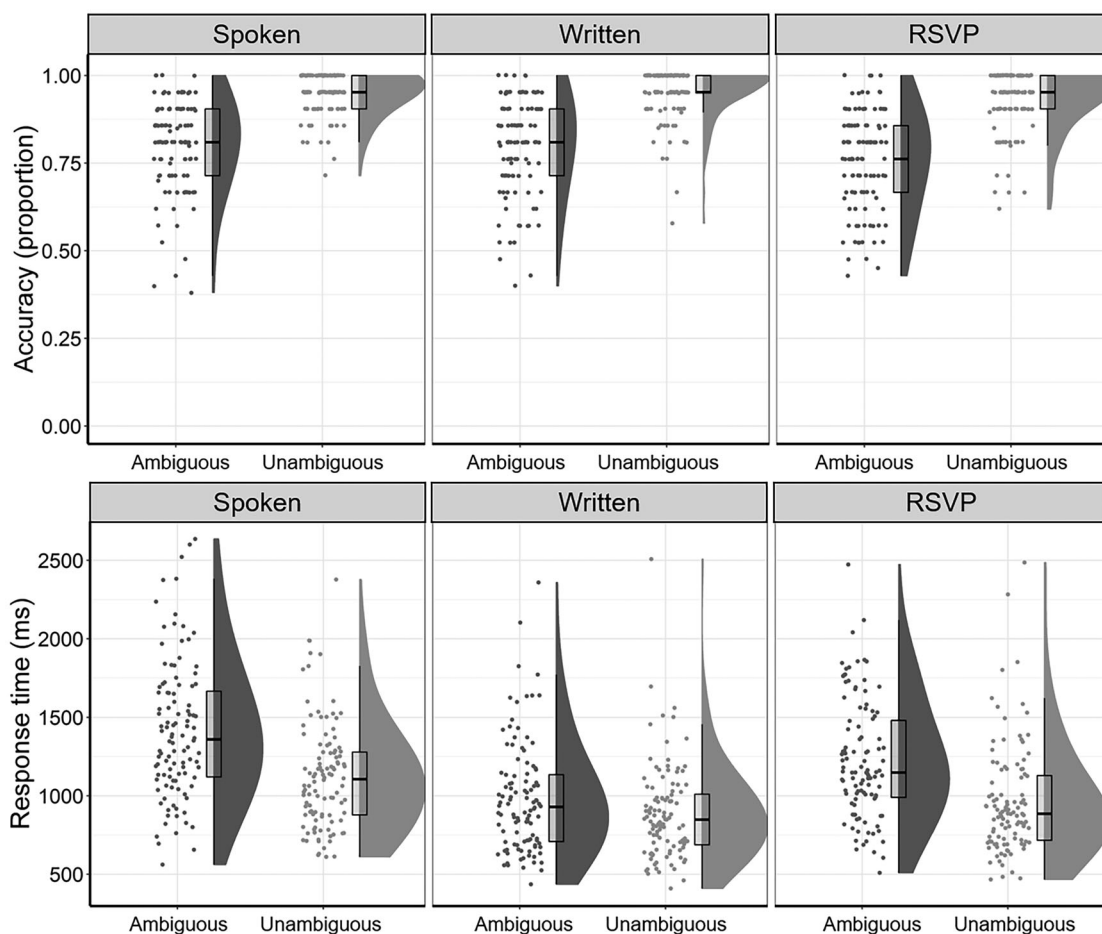 Spoken Written RSVP
Accuracy (proportion)
1.00
0.75
0.50
0.25
0.00
Ambiguous Unambiguous Ambiguous Unambiguous Ambiguous Unambiguous
Spoken Written RSVP
Response time (ms)
2500
2000
1500
1000
500
Ambiguous Unambiguous Ambiguous Unambiguous Ambiguous Unambiguous